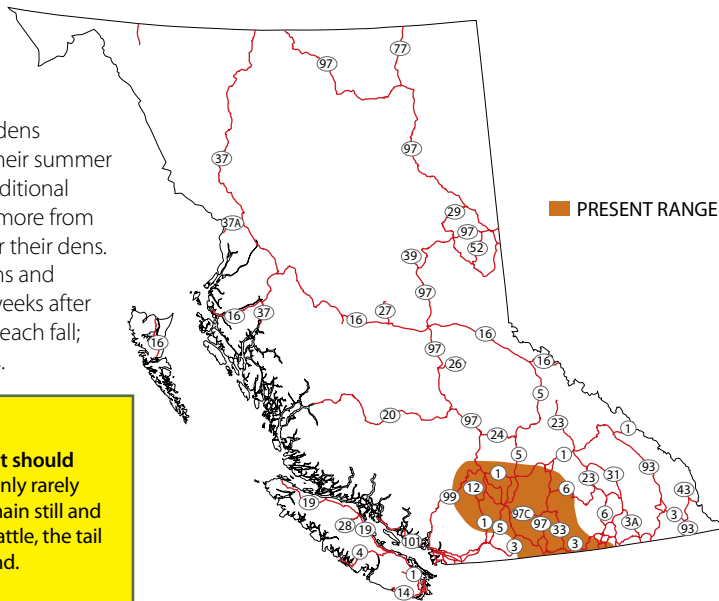 dens
heir summer
ditional
more from
r their dens.
ns and
weeks after
each fall;
t should
only rarely
main still and
attle, the tail
nd.
PRESENT RANGE
77
97
97
37
29
37A
97
52
39
97
27
16
37
16
16
16
97
16
26
5
20
97
23
24
1
5
1
1
93
12
6
23
31
43
99
19
97C
28
19
1
5
97
33
6
3A
3
93
101
3
3
4
1
14